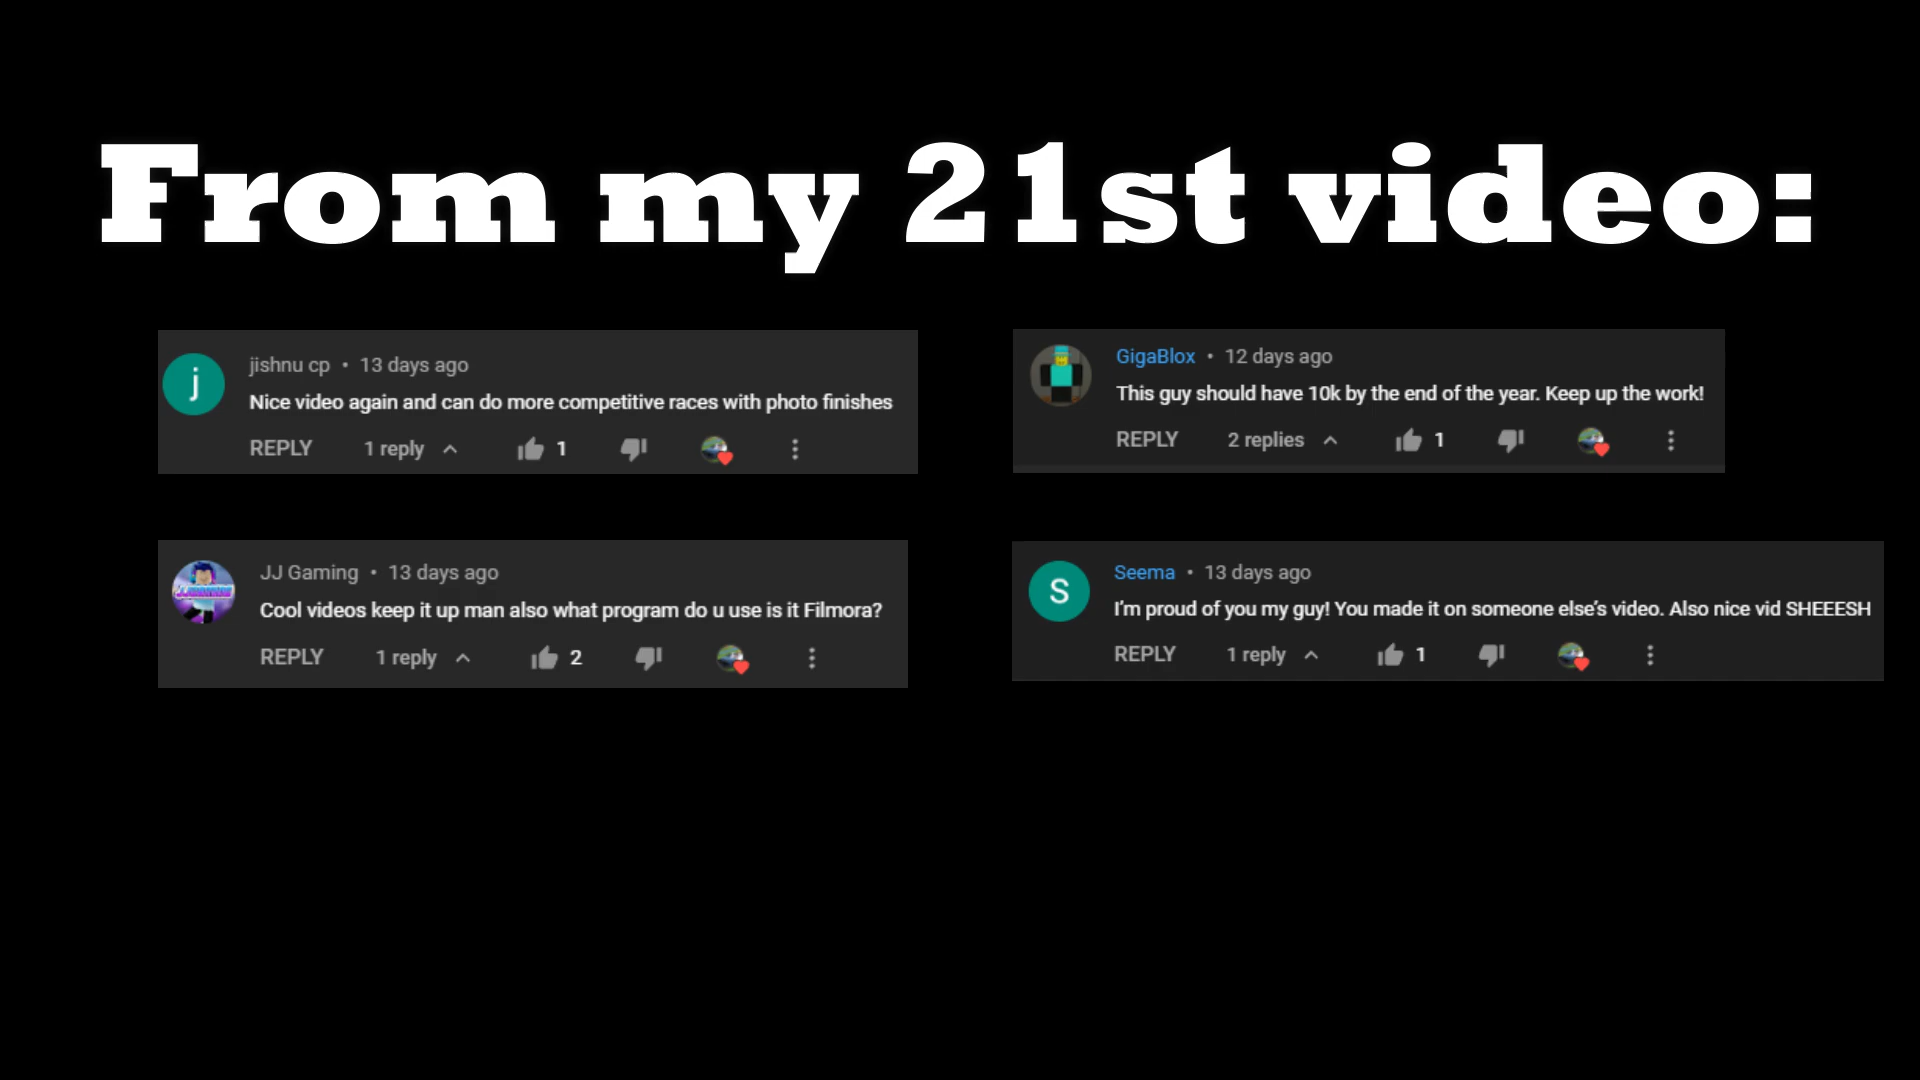 From my 21st video:
j
jishnu cp • 13 days ago
Nice video again and can do more competitive races with photo finishes
REPLY 1 reply 1
GigaBlox • 12 days ago
This guy should have 10k by the end of the year. Keep up the work!
REPLY 2 replies 1
JJ Gaming • 13 days ago
Cool videos keep it up man also what program do u use is it Filmora?
REPLY 1 reply 2
S
Seema • 13 days ago
I'm proud of you my guy! You made it on someone else's video. Also nice vid SHEEESH
REPLY 1 reply 1